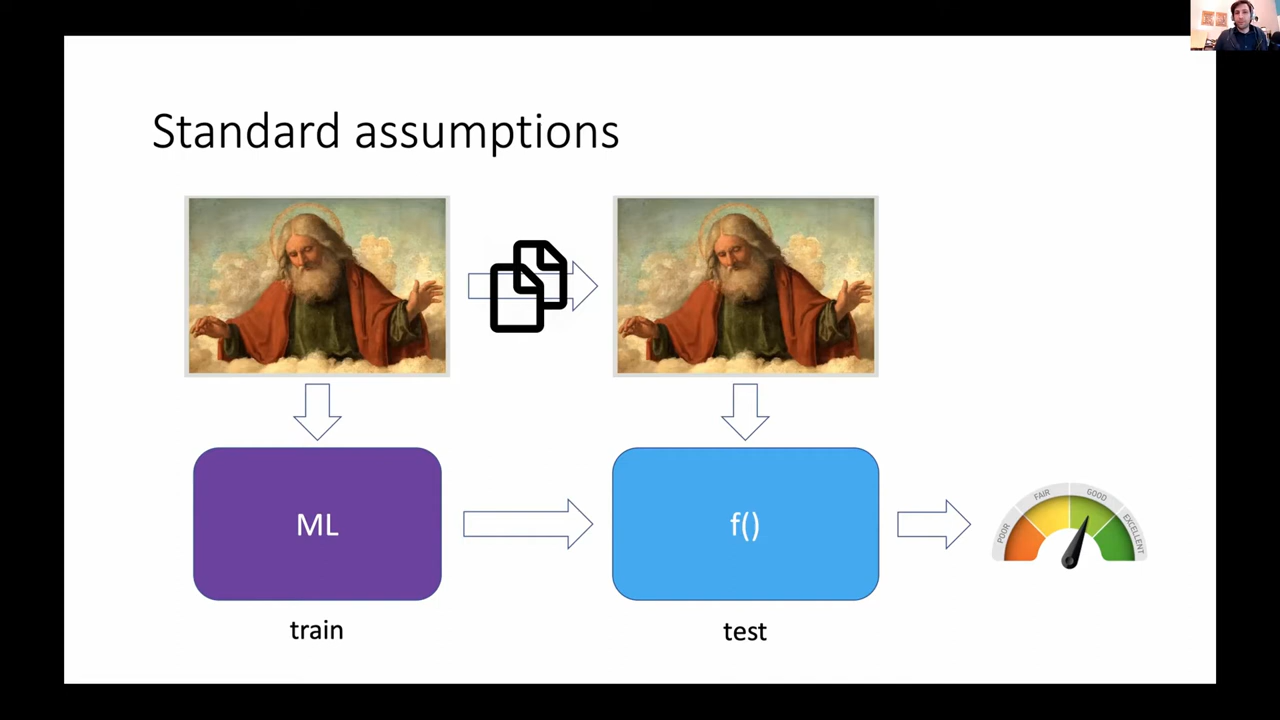 Standard assumptions
ML
f()
POOR
FAIR
GOOD
EXCELLENT
train
test